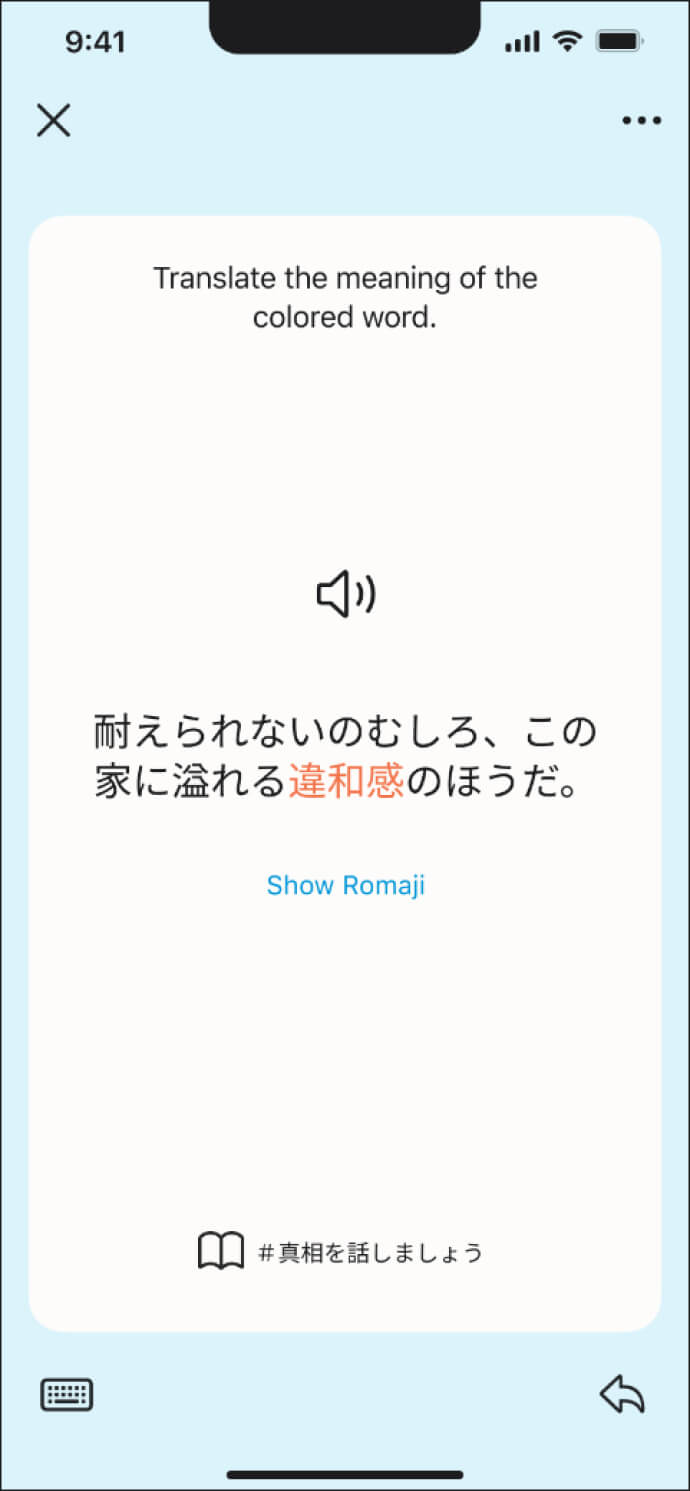 9:41
Translate the meaning of the
colored word.
耐えられないのむしろ、この
家に溢れる違和感のほうだ。
Show Romaji
#真相を話しましょう